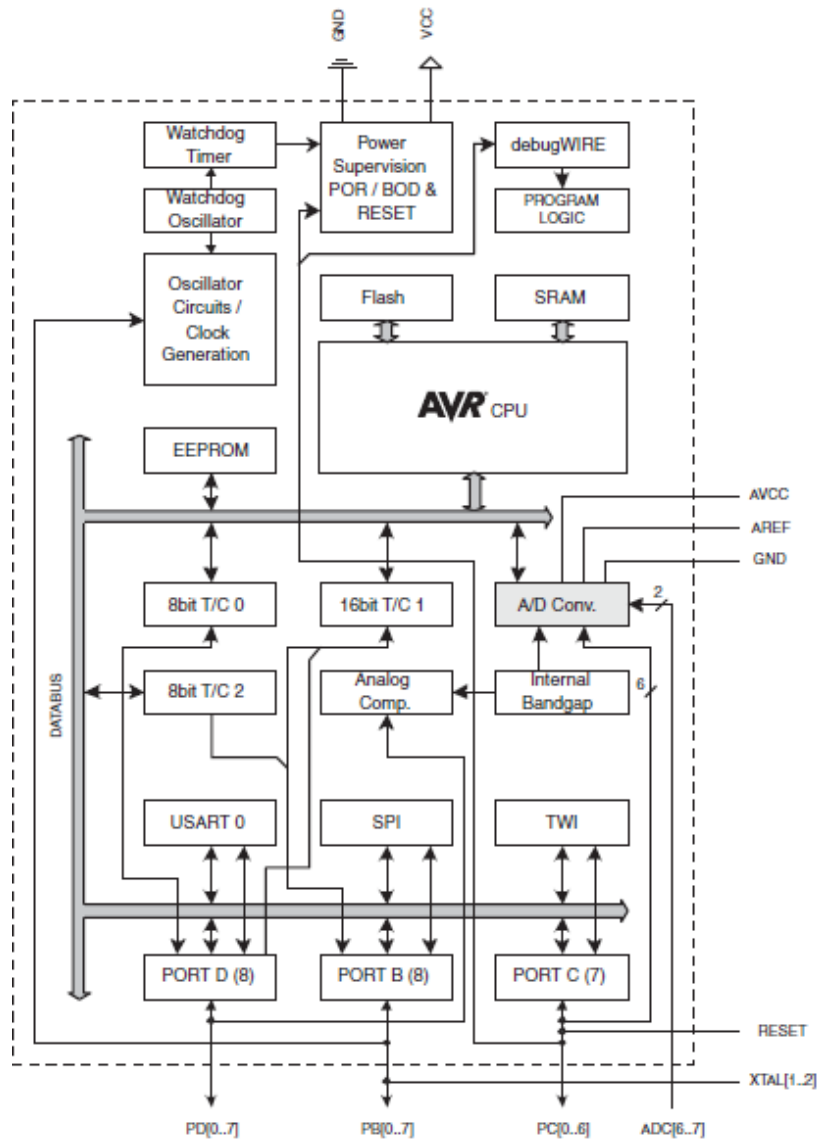 GND
VCC
Watchdog
Timer
Power
Supervision
POR / BOD &
RESET
debugWIRE
Watchdog
Oscillator
PROGRAM
LOGIC
Oscillator
Circuits /
Clock
Generation
Flash
SRAM
AVR® CPU
EEPROM
AVCC
AREF
GND
8bit T/C 0
16bit T/C 1
A/D Conv.
2
DATABUS
8bit T/C 2
Analog
Comp.
Internal
Bandgap
6
USART 0
SPI
TWI
PORT D (8)
PORT B (8)
PORT C (7)
RESET
XTAL[1..2]
PD[0..7]
PB[0..7]
PC[0..6]
ADC[6..7]